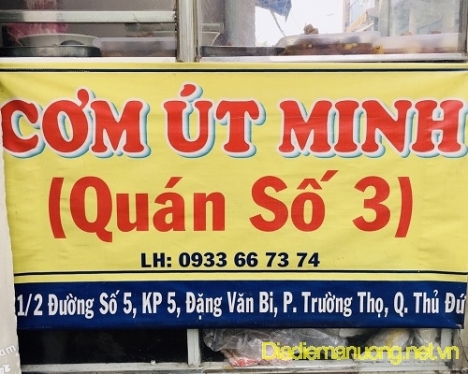 CƠM ÚT MINH
(Quán Số 3)
LH: 0933 66 73 74
1/2 Đường Số 5, KP 5, Đặng Văn Bi, P. Trường Thọ, Q. Thủ Đứ
Diadiemanuong.net.vn